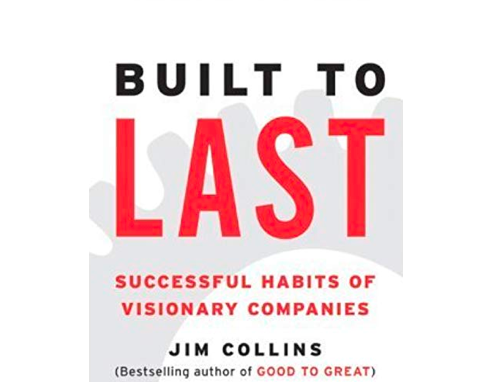 BUILT TO
LAST
SUCCESSFUL HABITS OF
VISIONARY COMPANIES
JIM COLLINS
(Bestselling author of GOOD TO GREAT)